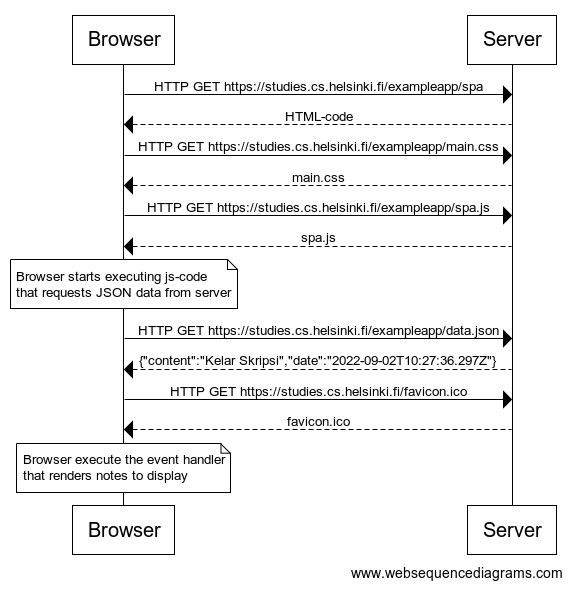 Browser
Server
HTTP GET https://studies.cs.helsinki.fi/exampleapp/spa
HTML-code
HTTP GET https://studies.cs.helsinki.fi/exampleapp/main.css
main.css
HTTP GET https://studies.cs.helsinki.fi/exampleapp/spa.js
spa.js
Browser starts executing js-code
that requests JSON data from server
HTTP GET https://studies.cs.helsinki.fi/exampleapp/data.json
{"content":"Kelar Skripsi","date":"2022-09-02T10:27:36.297Z"}
HTTP GET https://studies.cs.helsinki.fi/favicon.ico
favicon.ico
Browser execute the event handler
that renders notes to display
Browser
Server
www.websequencediagrams.com